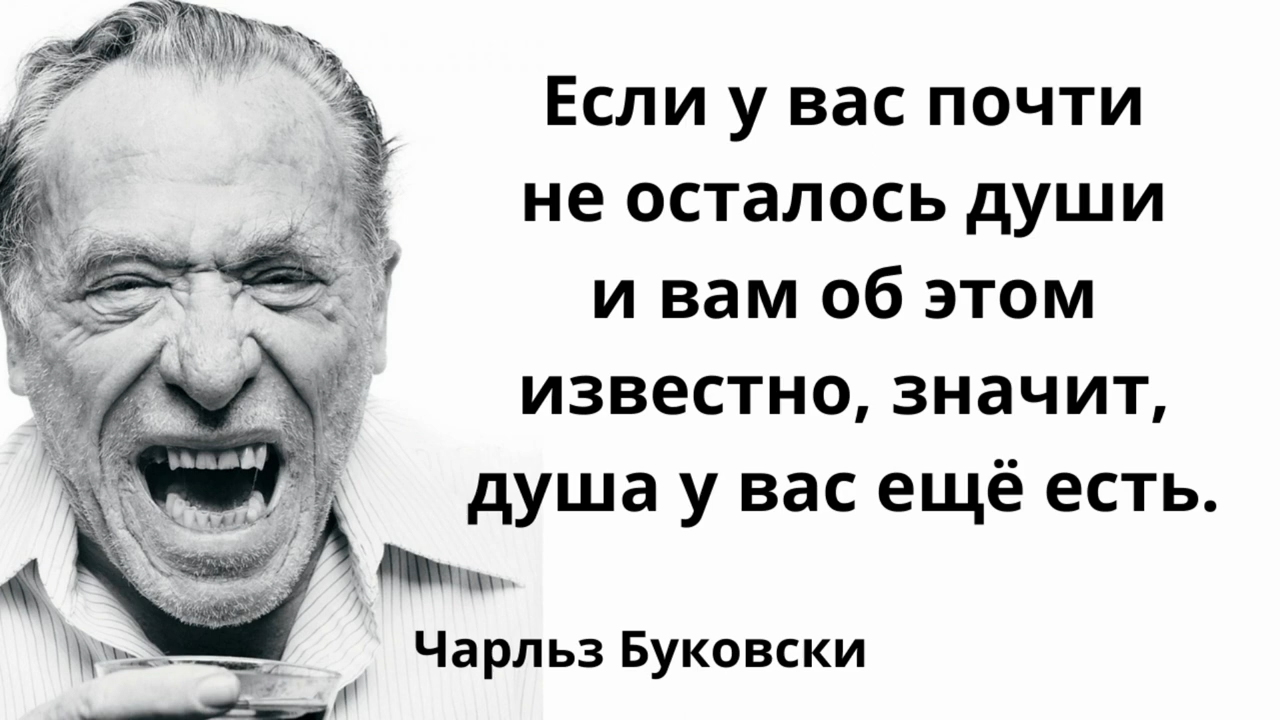 Если у вас почти
не осталось души
и вам об этом
известно, значит,
душа у вас ещё есть.
Чарльз Буковски